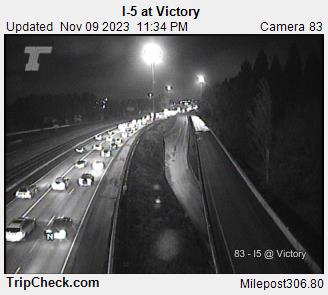 I-5 at Victory
Updated Nov 09 2023 11:34 PM Camera 83
T
N
83 - I5 @ Victory
TripCheck.com Milepost306.80